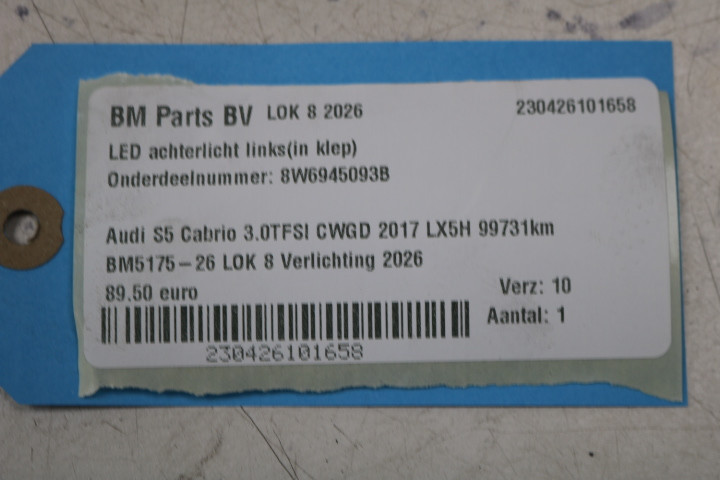 BM Parts BV LOK 8 2026 230426101658
LED achterlicht links(in klep)
Onderdeelnummer: 8W6945093B
Audi S5 Cabrio 3.0TFSI CWGD 2017 LX5H 99731km
BM5175-26 LOK 8 Verlichting 2026
89.50 euro Verz: 10
Aantal: 1
230426101658